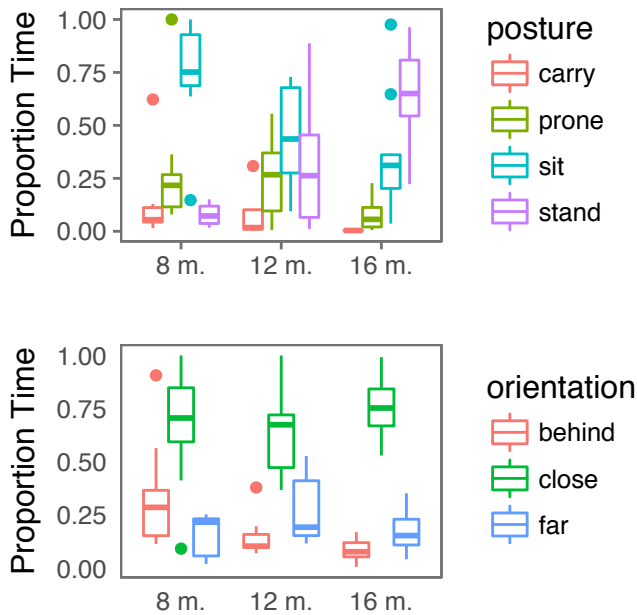 posture
carry
prone
sit
stand
Proportion Time
1.00
0.75
0.50
0.25
0.00
8 m. 12 m. 16 m.
orientation
behind
close
far
Proportion Time
1.00
0.75
0.50
0.25
0.00
8 m. 12 m. 16 m.